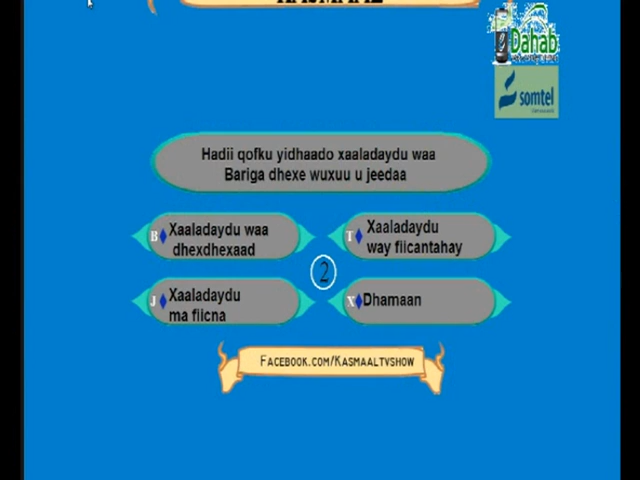 KASMAAL
Dahab
somtel
Hadii qofku yidhaado xaaladaydu waa
Bariga dhexe wuxuu u jeedaa
B Xaaladaydu waa
dhexdhexaad
T Xaaladaydu
way fiicantahay
2
J Xaaladaydu
ma fiicna
X Dhamaan
FACEBOOK.COM/KASMAALTVSHOW